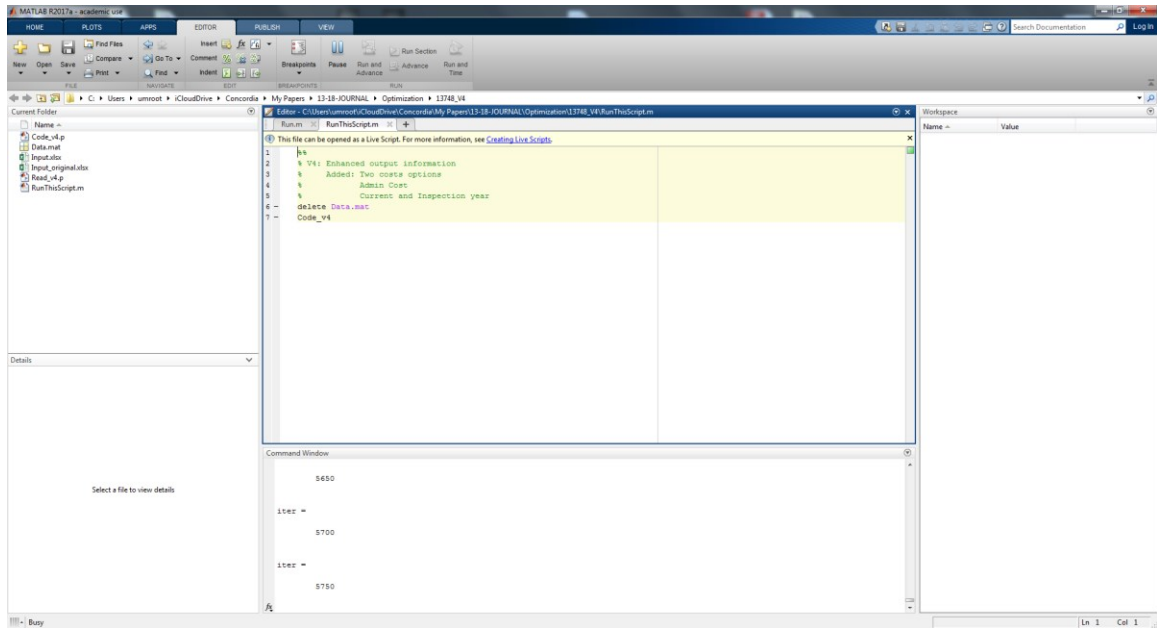 MATLAB R2017a - academic use
HOME PLOTS APPS EDITOR PUBLISH VIEW
Search Documentation Log In
New Open Save Find Files Compare Print
Go To Find
Insert fx Comment % Indent
Breakpoints Pause Run and Advance Run Section Advance Run and Time
FILE NAVIGATE EDIT BREAKPOINTS RUN
C: Users umroot iCloudDrive Concordia My Papers 13-18-JOURNAL Optimization 13748_V4
Current Folder
Name
Code_v4.p
Data.mat
Input.xlsx
Input_original.xlsx
Read_v4.p
RunThisScript.m
Details
Select a file to view details
Editor - C:\Users\umroot\iCloudDrive\Concordia\My Papers\13-18-JOURNAL\Optimization\13748_V4\RunThisScript.m
Run.m RunThisScript.m +
This file can be opened as a Live Script. For more information, see Creating Live Scripts.
1 %%
2 % V4: Enhanced output information
3 % Added: Two costs options
4 % Admin Cost
5 % Current and Inspection year
6 - delete Data.mat
7 - Code_v4
Command Window
5650
iter =
5700
iter =
5750
fx
Workspace
Name Value
Busy
Ln 1 Col 1